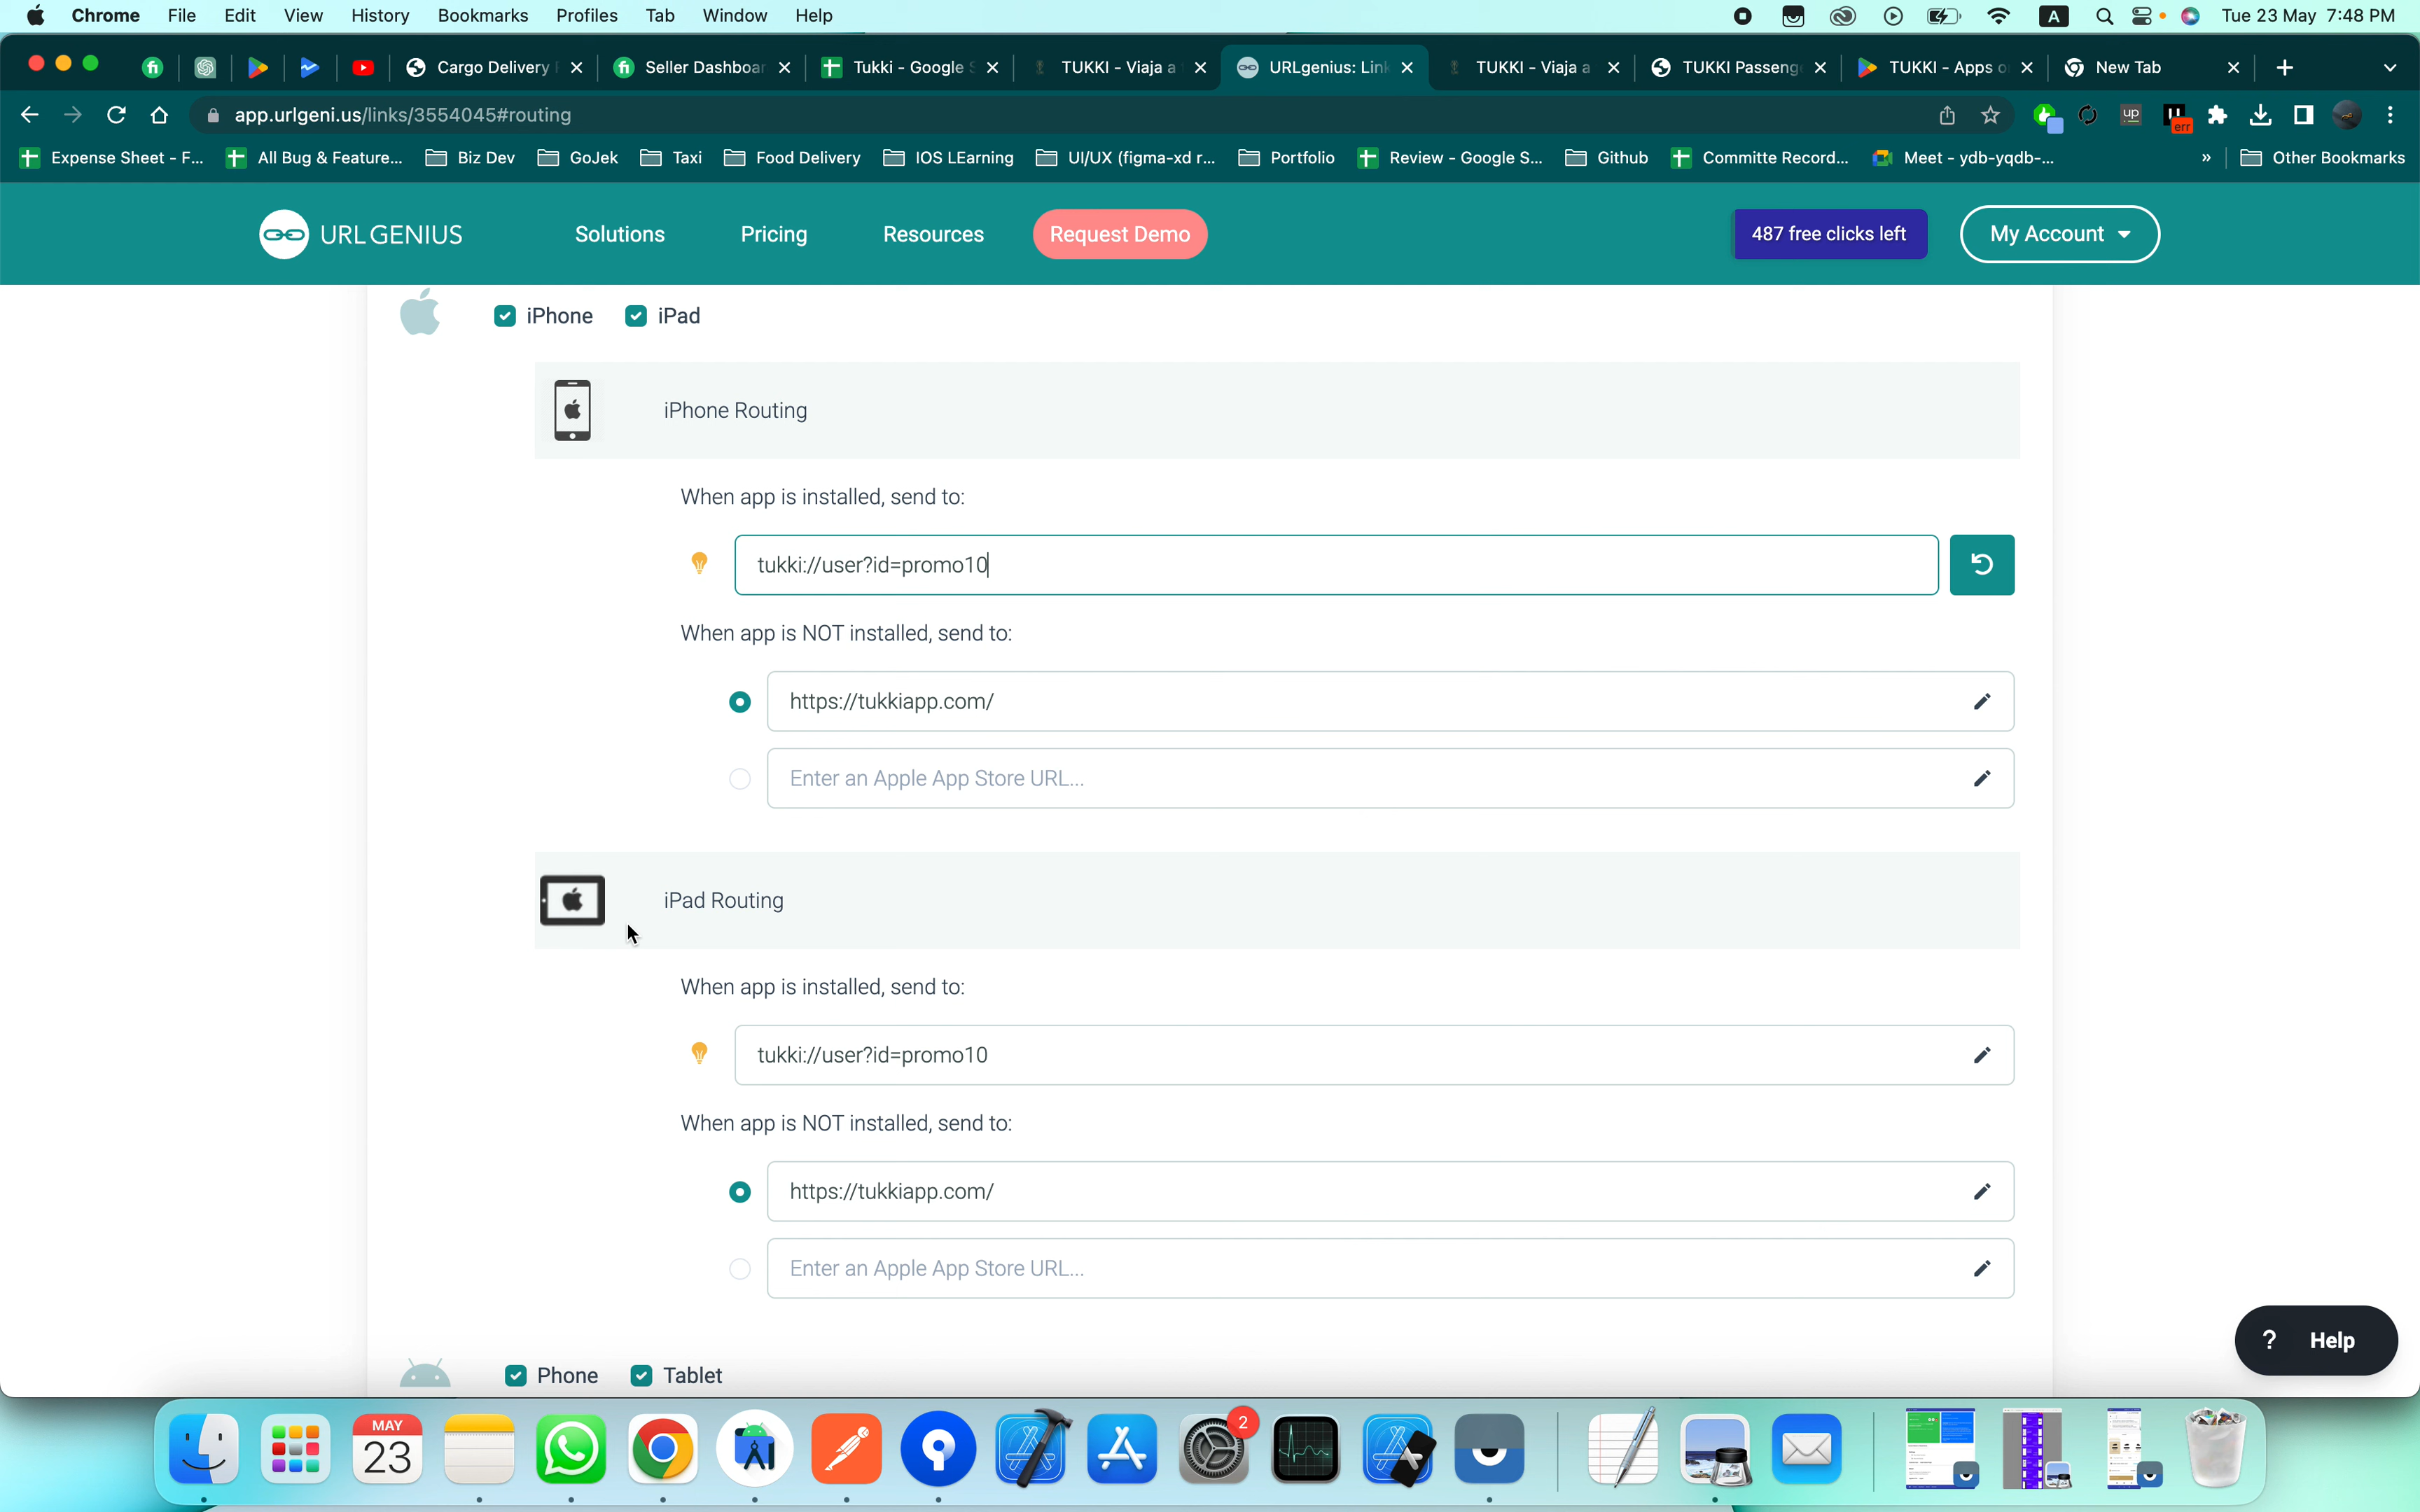 Chrome File Edit View History Bookmarks Profiles Tab Window Help A Tue 23 May 7:48 PM
Cargo Delivery Seller Dashboar Tukki - Google TUKKI - Viaja a URLgenius: Link TUKKI - Viaja a TUKKI Passeng TUKKI - Apps o New Tab
app.urlgeni.us/links/3554045#routing up err
Expense Sheet - F... All Bug & Feature... Biz Dev GoJek Taxi Food Delivery IOS LEarning UI/UX (figma-xd r... Portfolio Review - Google S... Github Committe Record... Meet - ydb-yqdb-... » Other Bookmarks
URLGENIUS Solutions Pricing Resources Request Demo 487 free clicks left My Account
iPhone iPad
iPhone Routing
When app is installed, send to:
tukki://user?id=promo10
When app is NOT installed, send to:
https://tukkiapp.com/
Enter an Apple App Store URL...
iPad Routing
When app is installed, send to:
tukki://user?id=promo10
When app is NOT installed, send to:
https://tukkiapp.com/
Enter an Apple App Store URL...
? Help
Phone Tablet
MAY
23
2